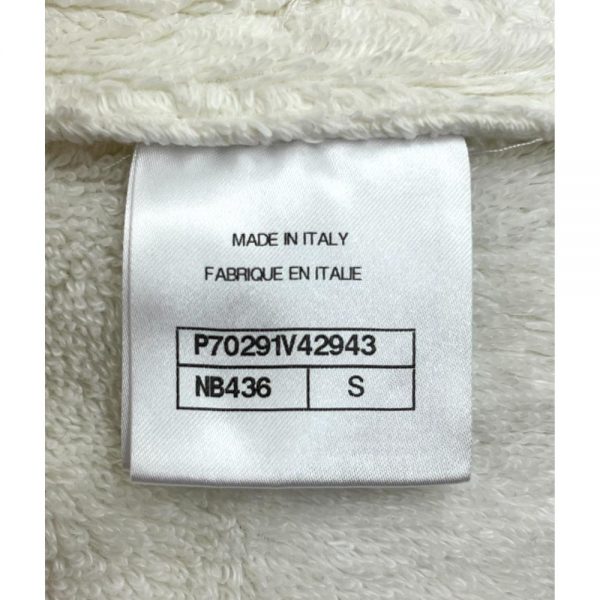 MADE IN ITALY
FABRIQUE EN ITALIE
P70291V42943
NB436 S